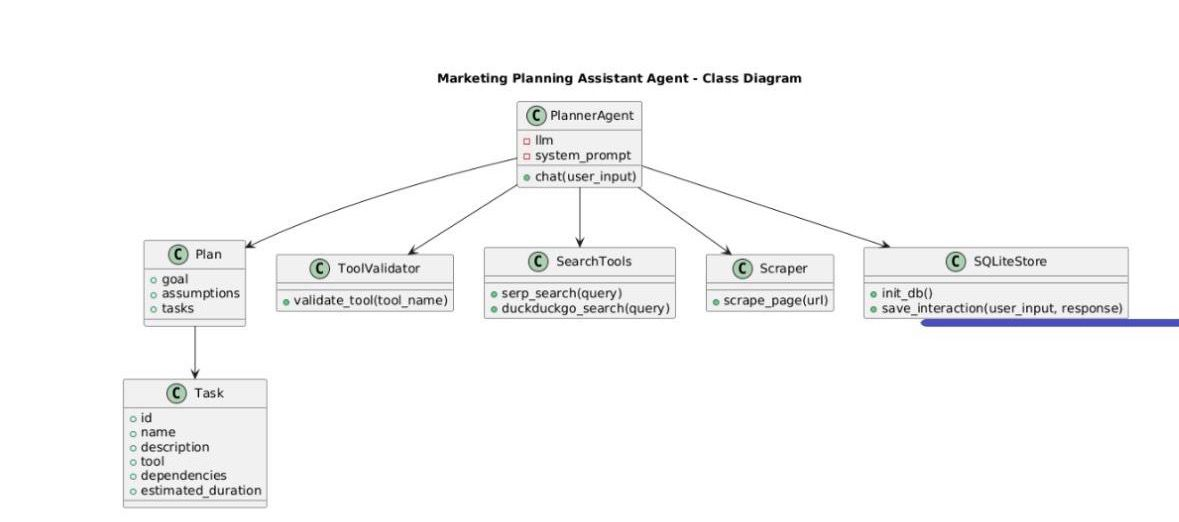 Marketing Planning Assistant Agent - Class Diagram
C PlannerAgent
llm
system_prompt
chat(user_input)
C Plan
goal
assumptions
tasks
C ToolValidator
validate_tool(tool_name)
C SearchTools
serp_search(query)
duckduckgo_search(query)
C Scraper
scrape_page(url)
C SQLiteStore
init_db()
save_interaction(user_input, response)
C Task
id
name
description
tool
dependencies
estimated_duration